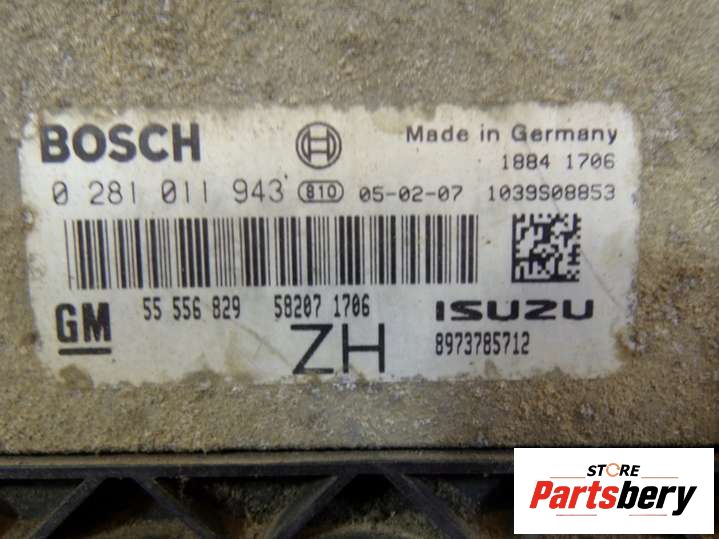 BOSCH Made in Germany
1884 1706
0 281 011 943 810 05-02-07 1039S08853
GM 55 556 829 58207 1706 ISUZU
ZH 8973785712
STORE
Partsbery